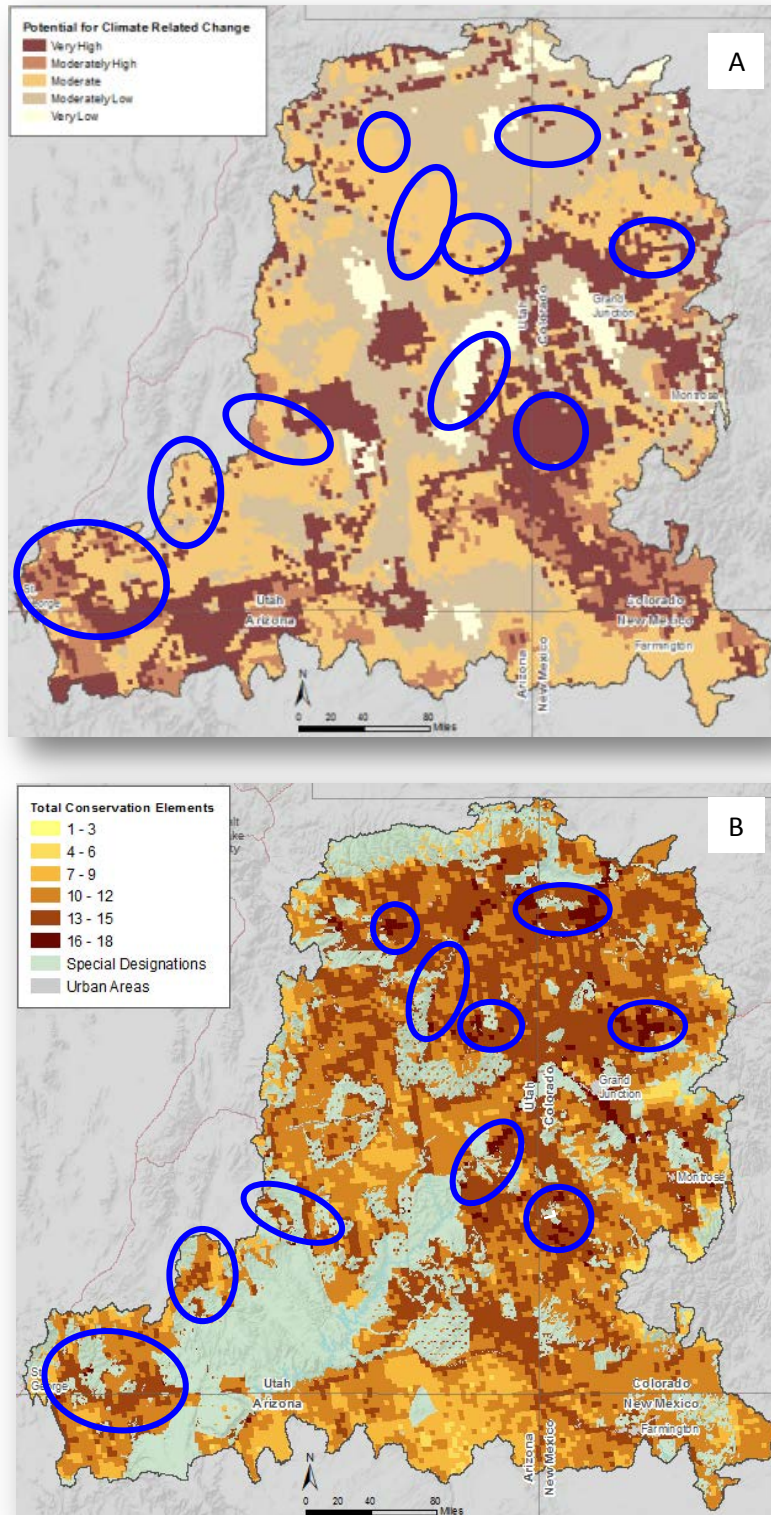 Potential for Climate Related Change
Very High
Moderately High
Moderate
Moderately Low
Very Low
A
Utah
Colorado
Grand
Junction
Montrose
St.
George
Utah
Arizona
Colorado
New Mexico
Farmington
Arizona
New Mexico
N
0 20 40 80
Miles
Total Conservation Elements
1 - 3
4 - 6
7 - 9
10 - 12
13 - 15
16 - 18
Special Designations
Urban Areas
B
Utah
Colorado
Grand
Junction
Montrose
St.
George
Utah
Arizona
Colorado
New Mexico
Farmington
Arizona
New Mexico
N
0 20 40 80
Miles